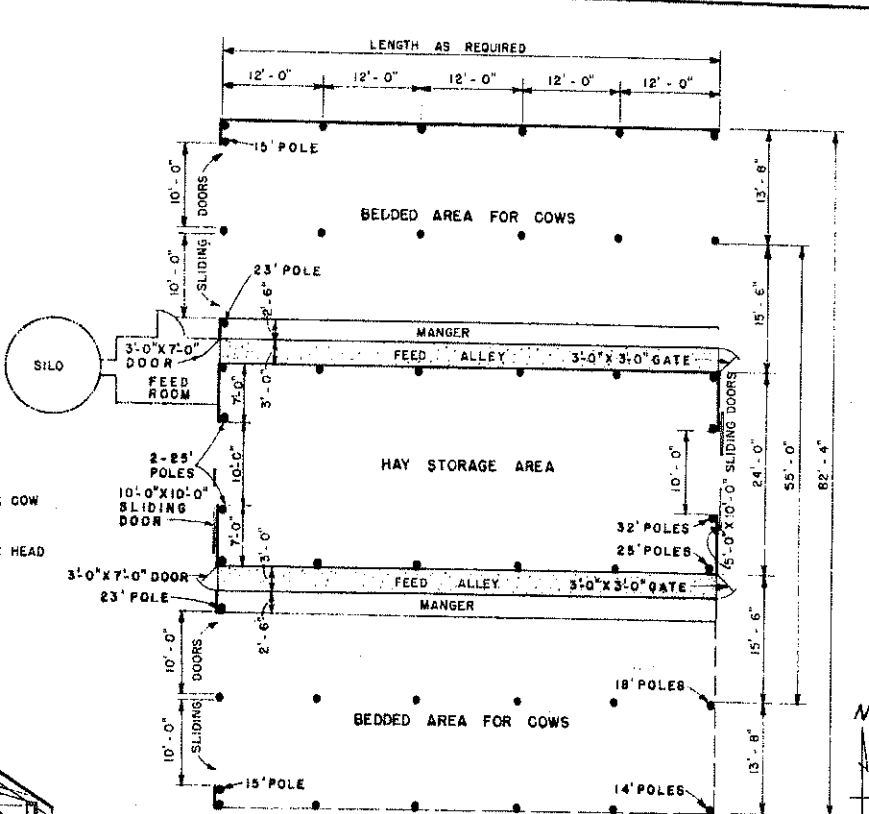 LENGTH AS REQUIRED
12'-0" 12'-0" 12'-0" 12'-0" 12'-0"
15' POLE
10'-0"
SLIDING DOORS
10'-0"
BEDDED AREA FOR COWS
13'-8"
23' POLE
2'-6"
15'-6"
MANGER
3'-0"X7'-0"
DOOR
FEED ALLEY
3'-0"X3'-0" GATE
SILO
FEED
ROOM
7'-0"
3'-0"
2-25'
POLES
10'-0"
HAY STORAGE AREA
10'-0"
5'-0"X10'-0" SLIDING DOORS
24'-0"
55'-0"
82'-4"
COW
10'-0"X10'-0"
SLIDING
DOOR
7'-0"
32' POLES
HEAD
25' POLES
3'-0"X7'-0" DOOR
3'-0"
FEED ALLEY
3'-0"X3'-0" GATE
23' POLE
2'-6"
MANGER
10'-0"
SLIDING DOORS
15'-6"
18' POLES
10'-0"
BEDDED AREA FOR COWS
13'-8"
N
15' POLE
14' POLES